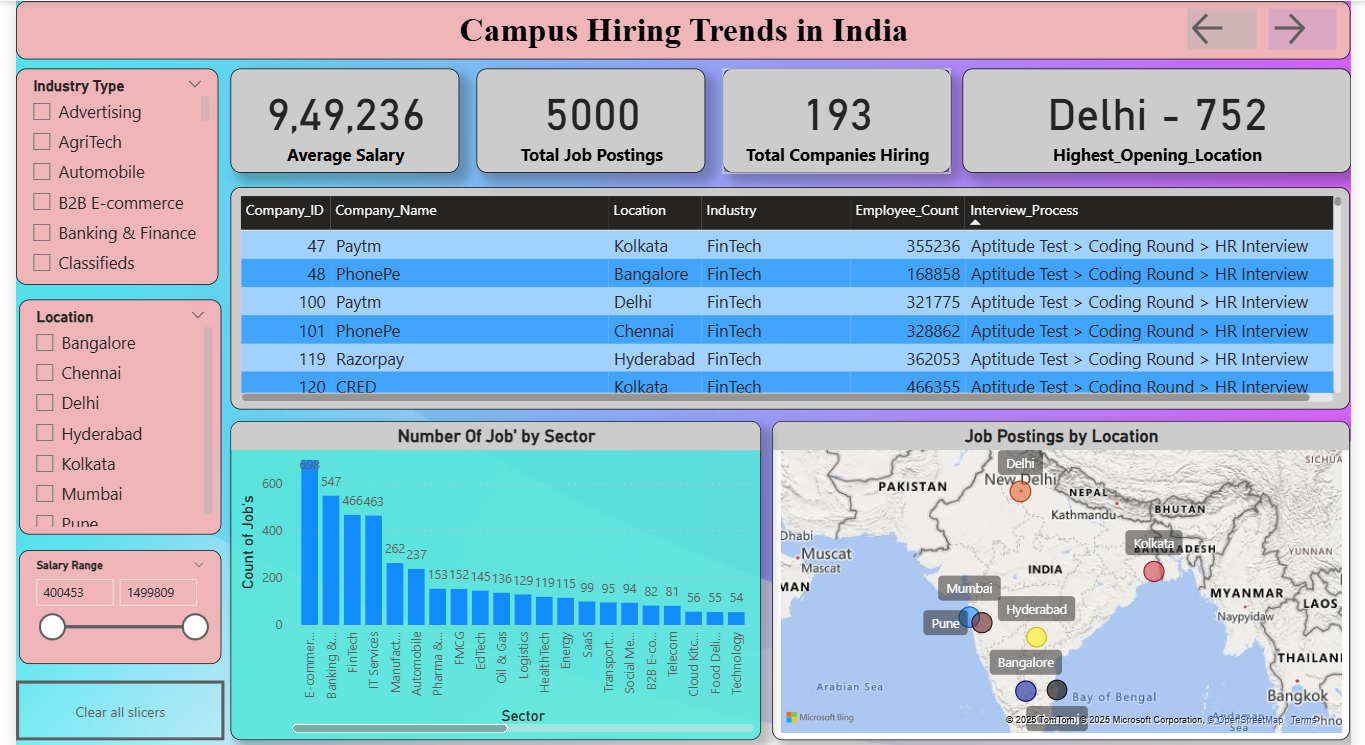 Campus Hiring Trends in India
Industry Type
Advertising
AgriTech
Automobile
B2B E-commerce
Banking & Finance
Classifieds
9,49,236
Average Salary
5000
Total Job Postings
193
Total Companies Hiring
Delhi - 752
Highest_Opening_Location
Company_ID Company_Name Location Industry Employee_Count Interview_Process
47 Paytm Kolkata FinTech 355236 Aptitude Test > Coding Round > HR Interview
48 PhonePe Bangalore FinTech 168858 Aptitude Test > Coding Round > HR Interview
100 Paytm Delhi FinTech 321775 Aptitude Test > Coding Round > HR Interview
101 PhonePe Chennai FinTech 328862 Aptitude Test > Coding Round > HR Interview
119 Razorpay Hyderabad FinTech 362053 Aptitude Test > Coding Round > HR Interview
120 CRED Kolkata FinTech 466355 Aptitude Test > Coding Round > HR Interview
Location
Bangalore
Chennai
Delhi
Hyderabad
Kolkata
Mumbai
Pune
Salary Range
400453 1499809
Clear all slicers
Number Of Job' by Sector
Count of Job's
600
400
200
0
698 547 466 463 262 237 153 152 145 136 129 119 115 99 95 94 82 81 56 55 54
E-commer...
Banking &...
FinTech
IT Services
Manufact...
Automobile
Pharma &...
FMCG
EdTech
Oil & Gas
Logistics
HealthTech
Energy
SaaS
Transport...
Social Me...
B2B E-co...
Telecom
Cloud Kitc...
Food Deli...
Technology
Sector
Job Postings by Location
SICHUA
Delhi
New Delhi
PAKISTAN
NEPAL
Kathmandu
BHUTAN
Dhabi
Kolkata
BANGLADESH
YUNNAN
Muscat
Mascat
MAN
INDIA
Mumbai
MYANMAR
Naypyidaw
LAOS
Pune
Hyderabad
THAILAN
Bangalore
Arabian Sea
Bay of Bengal
Bangkok
Andaman
Sea
Phno
Microsoft Bing
© 2025 TomTom, © 2025 Microsoft Corporation, © OpenStreetMap Terms